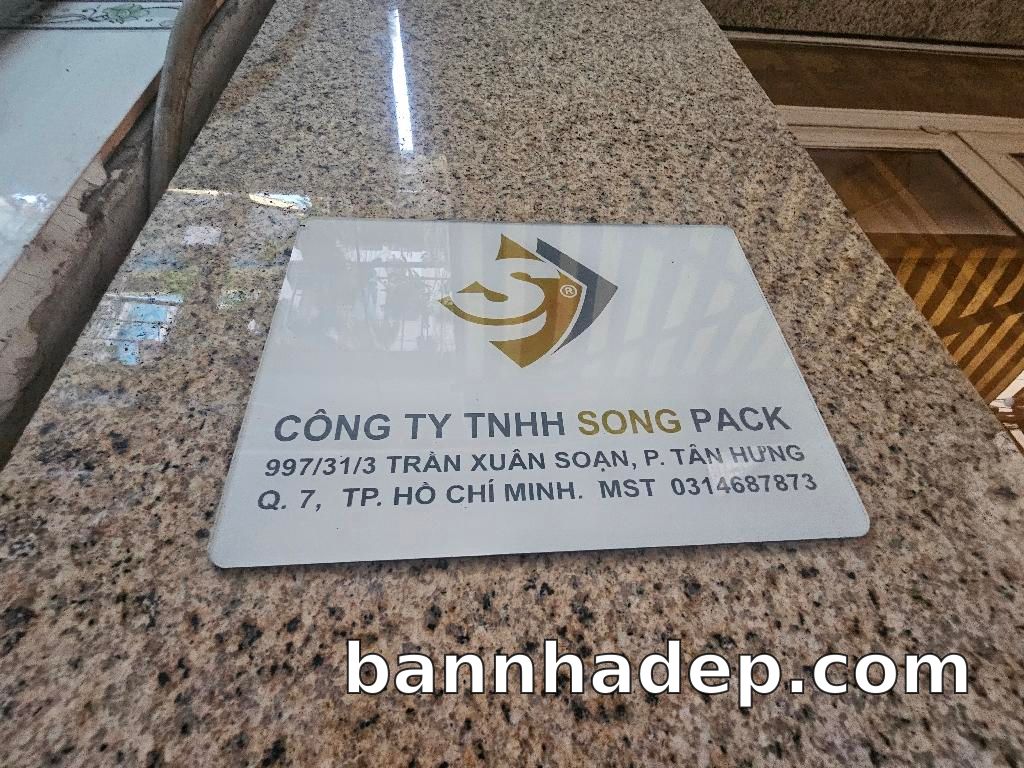 S®
CÔNG TY TNHH SONG PACK
997/31/3 TRẦN XUÂN SOẠN, P. TÂN HƯNG
Q. 7, TP. HỒ CHÍ MINH. MST 0314687873
bannhadep.com